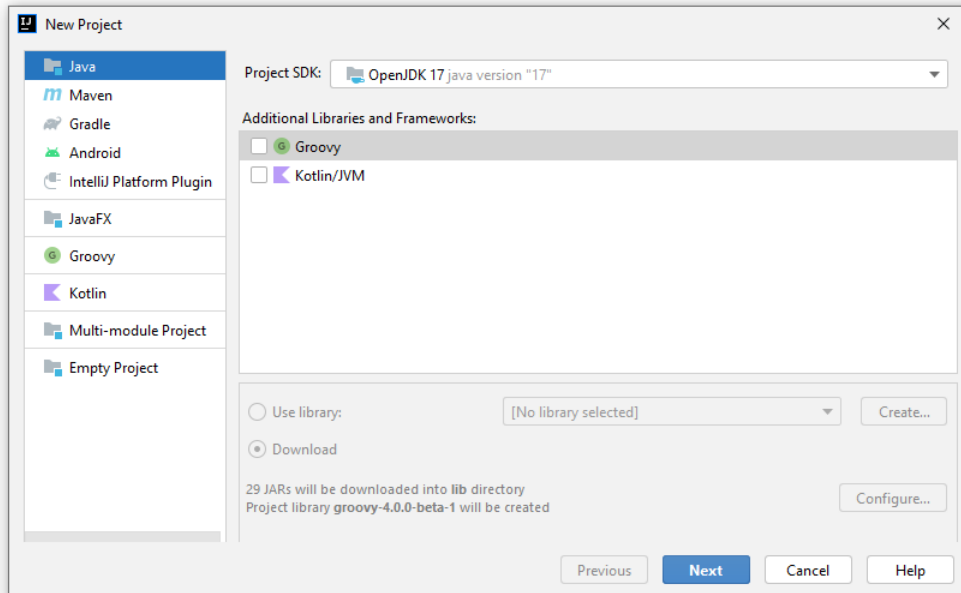 New Project
Java
Maven
Gradle
Android
IntelliJ Platform Plugin
JavaFX
Groovy
Kotlin
Multi-module Project
Empty Project
Project SDK: OpenJDK 17 java version "17"
Additional Libraries and Frameworks:
Groovy
Kotlin/JVM
Use library: [No library selected] Create...
Download
29 JARs will be downloaded into lib directory
Project library groovy-4.0.0-beta-1 will be created
Configure...
Previous Next Cancel Help